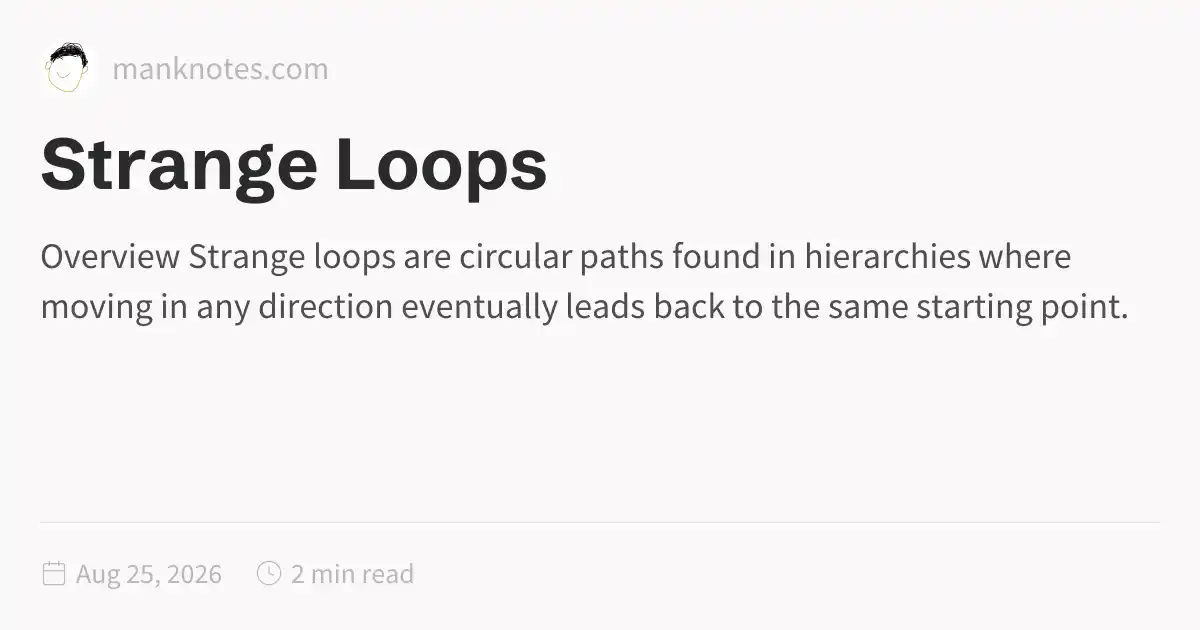 manknotes.com
Strange Loops
Overview Strange loops are circular paths found in hierarchies where
moving in any direction eventually leads back to the same starting point.
Aug 25, 2026 2 min read